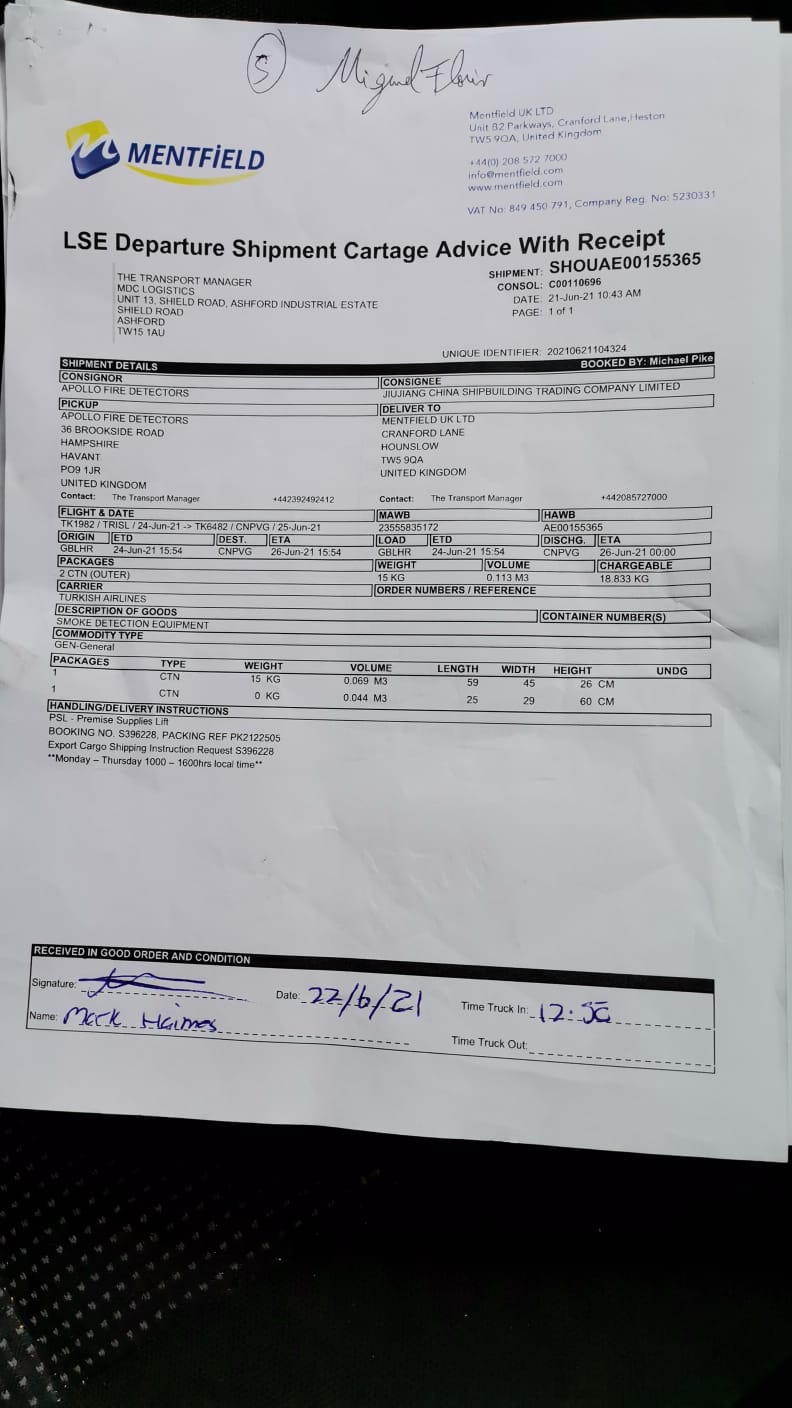 5 Miguel
Mentfield UK LTD
Unit B2 Parkways, Cranford Lane,Heston
TW5 9QA, United Kingdom
+44(0) 208 572 7000
info@mentfield.com
www.mentfield.com
VAT No: 849 450 791, Company Reg. No: 5230331
MENTFiELD
LSE Departure Shipment Cartage Advice With Receipt
THE TRANSPORT MANAGER
MDC LOGISTICS
UNIT 13, SHIELD ROAD, ASHFORD INDUSTRIAL ESTATE
SHIELD ROAD
ASHFORD
TW15 1AU
SHIPMENT: SHOUAE00155365
CONSOL: C00110696
DATE: 21-Jun-21 10:43 AM
PAGE: 1 of 1
UNIQUE IDENTIFIER: 20210621104324
SHIPMENT DETAILS BOOKED BY: Michael Pike
CONSIGNOR CONSIGNEE
APOLLO FIRE DETECTORS JIUJIANG CHINA SHIPBUILDING TRADING COMPANY LIMITED
PICKUP DELIVER TO
APOLLO FIRE DETECTORS MENTFIELD UK LTD
36 BROOKSIDE ROAD CRANFORD LANE
HAMPSHIRE HOUNSLOW
HAVANT TW5 9QA
PO9 1JR UNITED KINGDOM
UNITED KINGDOM
Contact: The Transport Manager +442392492412 Contact: The Transport Manager +442085727000
FLIGHT & DATE MAWB HAWB
TK1982 / TRISL / 24-Jun-21 -> TK6482 / CNPVG / 25-Jun-21 23555835172 AE00155365
ORIGIN ETD DEST. ETA LOAD ETD DISCHG. ETA
GBLHR 24-Jun-21 15:54 CNPVG 26-Jun-21 15:54 GBLHR 24-Jun-21 15:54 CNPVG 26-Jun-21 00:00
PACKAGES WEIGHT VOLUME CHARGEABLE
2 CTN (OUTER) 15 KG 0.113 M3 18.833 KG
CARRIER ORDER NUMBERS / REFERENCE
TURKISH AIRLINES
DESCRIPTION OF GOODS CONTAINER NUMBER(S)
SMOKE DETECTION EQUIPMENT
COMMODITY TYPE
GEN-General
PACKAGES TYPE WEIGHT VOLUME LENGTH WIDTH HEIGHT UNDG
1 CTN 15 KG 0.069 M3 59 45 26 CM
1 CTN 0 KG 0.044 M3 25 29 60 CM
HANDLING/DELIVERY INSTRUCTIONS
PSL - Premise Supplies Lift
BOOKING NO. S396228, PACKING REF PK2122505
Export Cargo Shipping Instruction Request S396228
**Monday – Thursday 1000 – 1600hrs local time**
RECEIVED IN GOOD ORDER AND CONDITION
Signature: Date: 22/6/21 Time Truck In:
Name: Mark Haimes Time Truck Out: